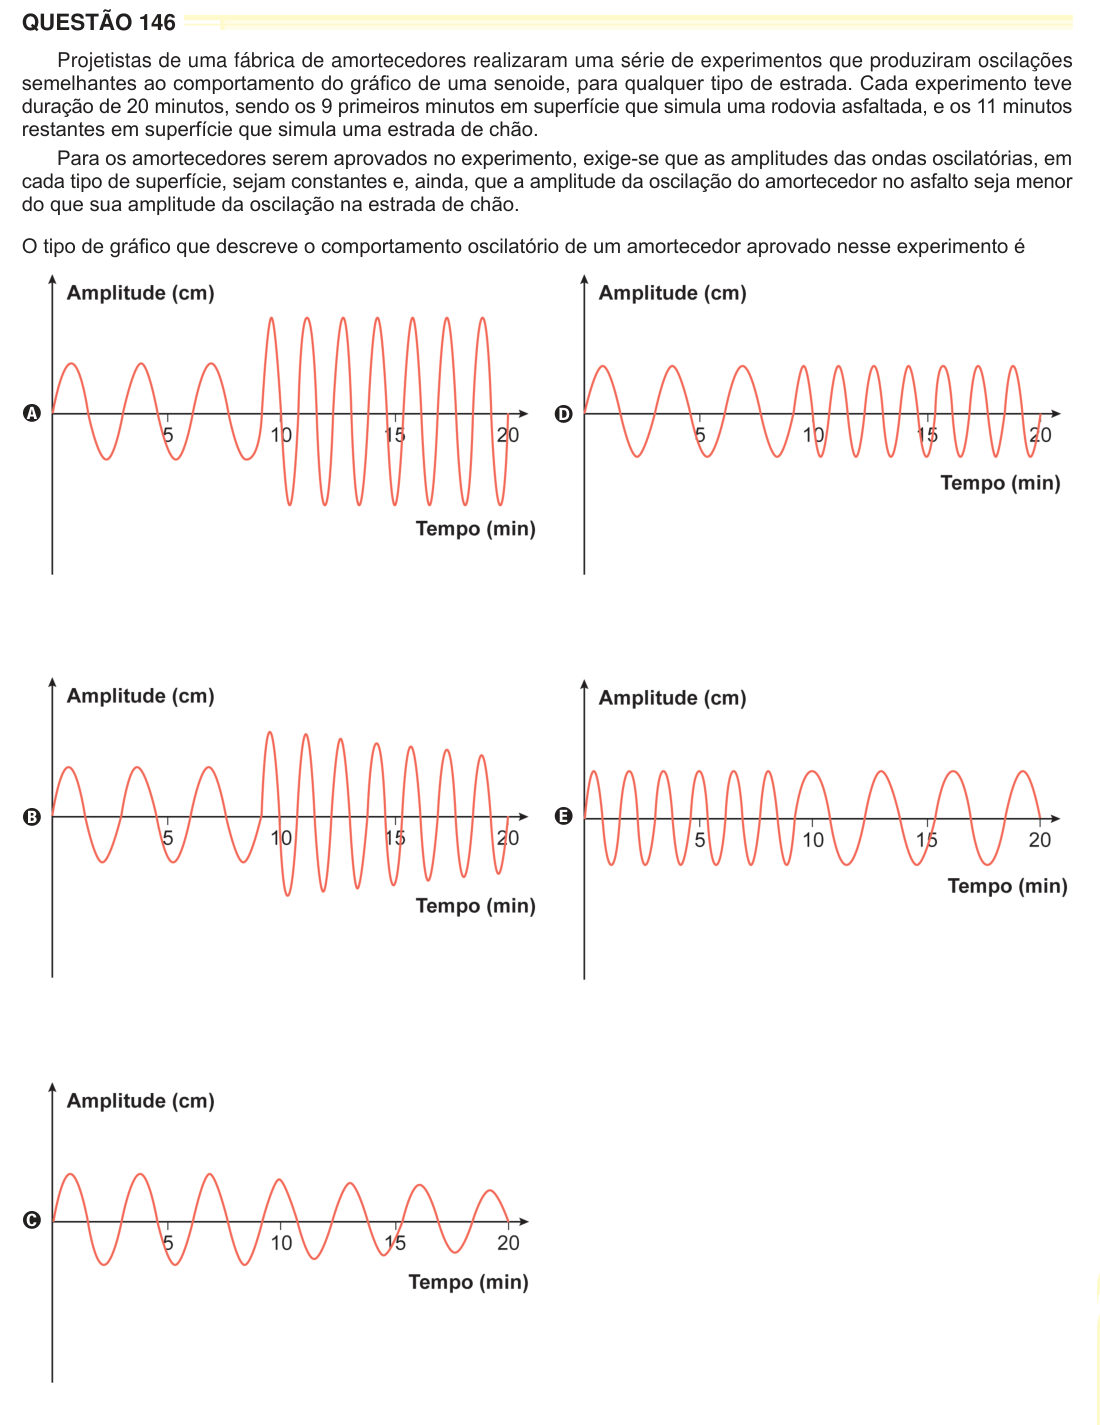 QUESTÃO 146
Projetistas de uma fábrica de amortecedores realizaram uma série de experimentos que produziram oscilações
semelhantes ao comportamento do gráfico de uma senoide, para qualquer tipo de estrada. Cada experimento teve
duração de 20 minutos, sendo os 9 primeiros minutos em superfície que simula uma rodovia asfaltada, e os 11 minutos
restantes em superfície que simula uma estrada de chão.
Para os amortecedores serem aprovados no experimento, exige-se que as amplitudes das ondas oscilatórias, em
cada tipo de superfície, sejam constantes e, ainda, que a amplitude da oscilação do amortecedor no asfalto seja menor
do que sua amplitude da oscilação na estrada de chão.
O tipo de gráfico que descreve o comportamento oscilatório de um amortecedor aprovado nesse experimento é
Amplitude (cm)
A
5 10 15 20
Tempo (min)
Amplitude (cm)
B
5 10 15 20
Tempo (min)
Amplitude (cm)
C
5 10 15 20
Tempo (min)
Amplitude (cm)
D
5 10 15 20
Tempo (min)
Amplitude (cm)
E
5 10 15 20
Tempo (min)